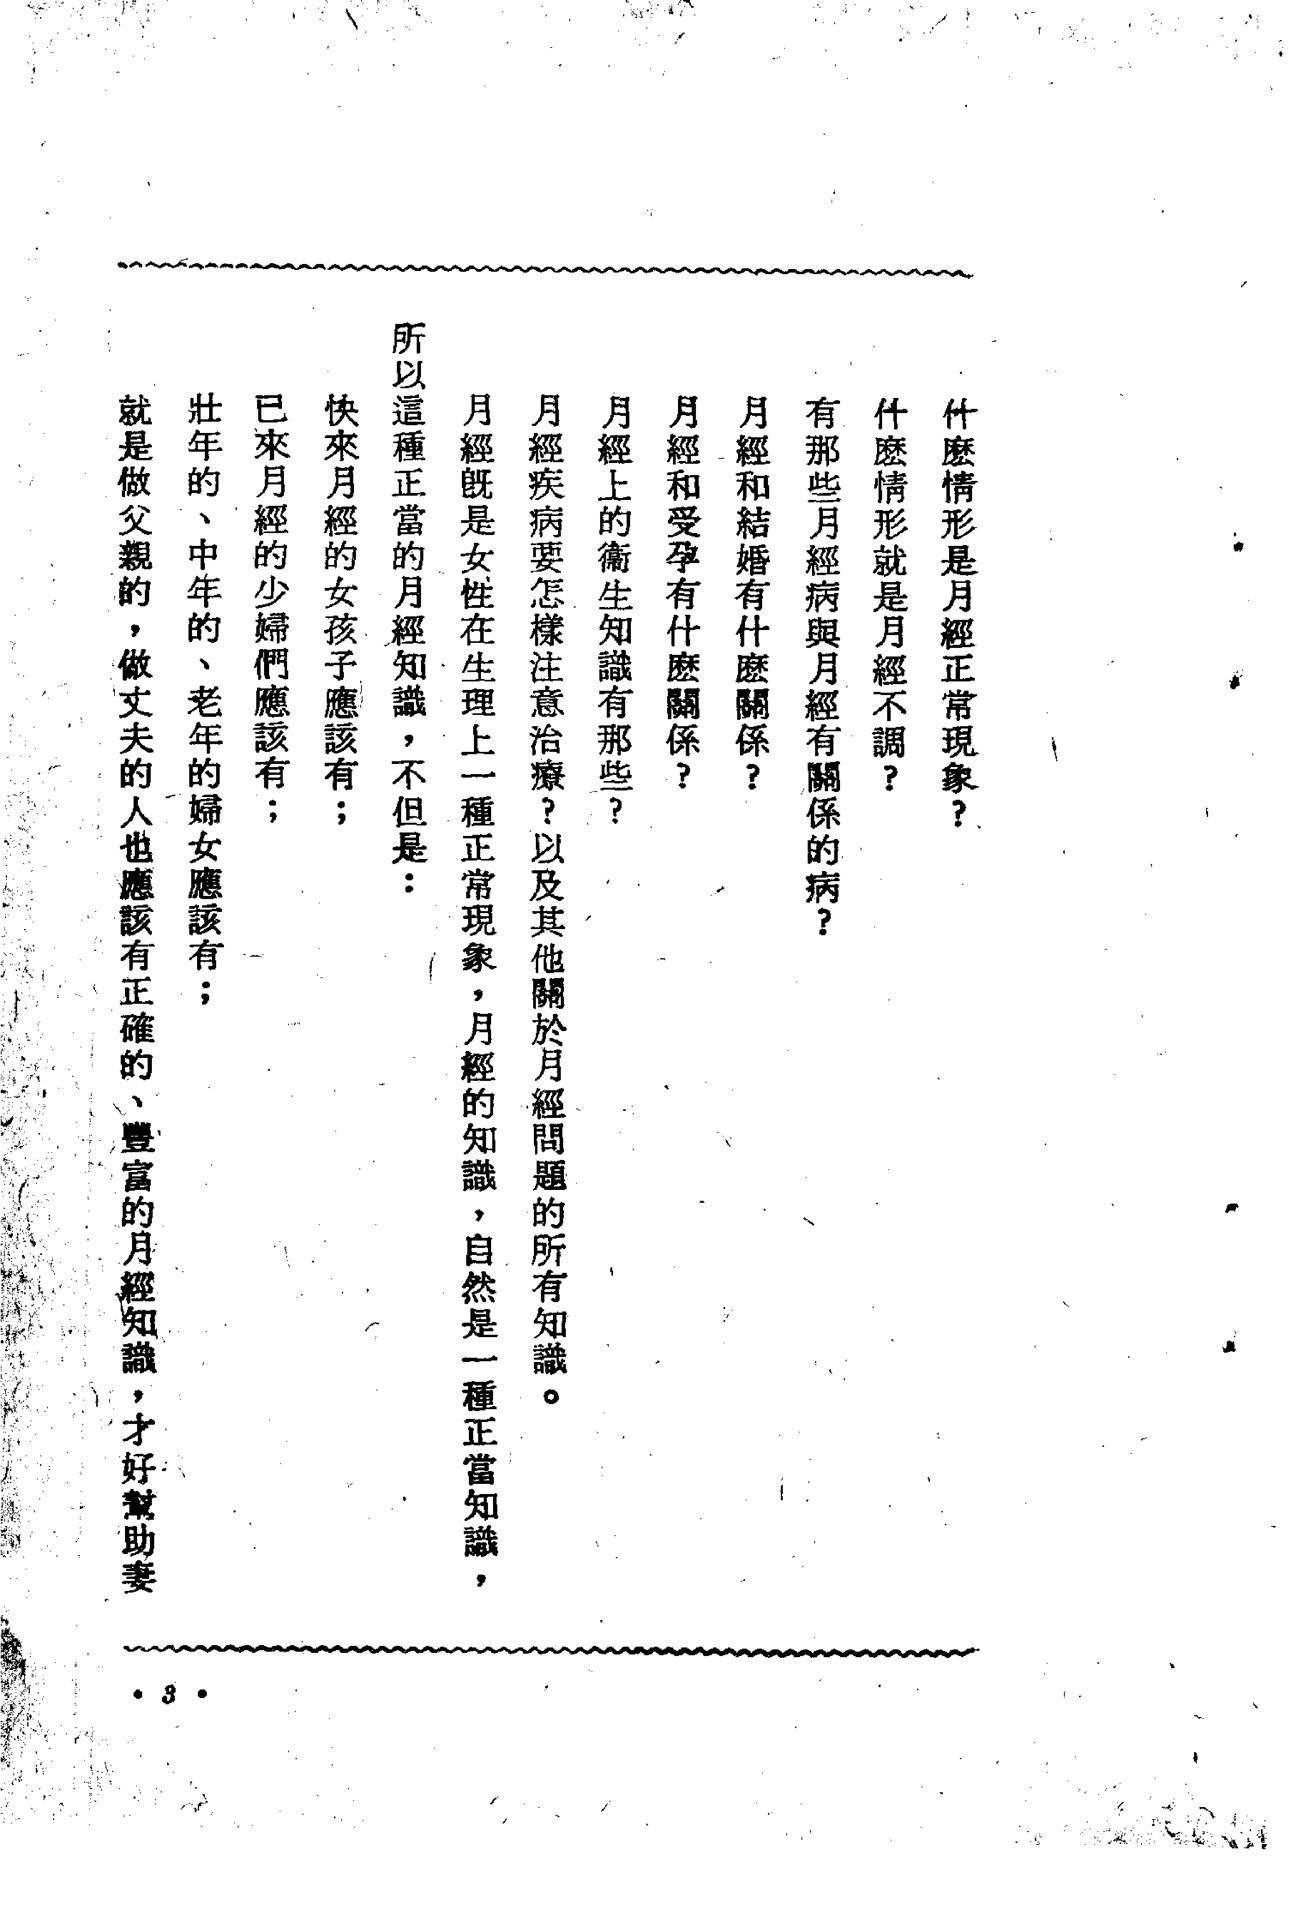 什麽情形是月經正常現象?
什麽情形就是月經不調?
有那些月經病與月經有關係的病?
月經和結婚有什麽關係?
月經和受孕有什麽關係?
月經上的衞生知識有那些?
月經疾病要怎樣注意治療?以及其他關於月經問題的所有知識。
月經旣是女性在生理上一種正常現象,月經的知識,自然是一種正當知識,
所以這種正當的月經知識,不但是:
快來月經的女孩子應該有;
已來月經的少婦們應該有;
壯年的、中年的、老年的婦女應該有;
就是做父親的,做丈夫的人也應該有正確的、豐富的月經知識,才好幫助妻
• 3 •